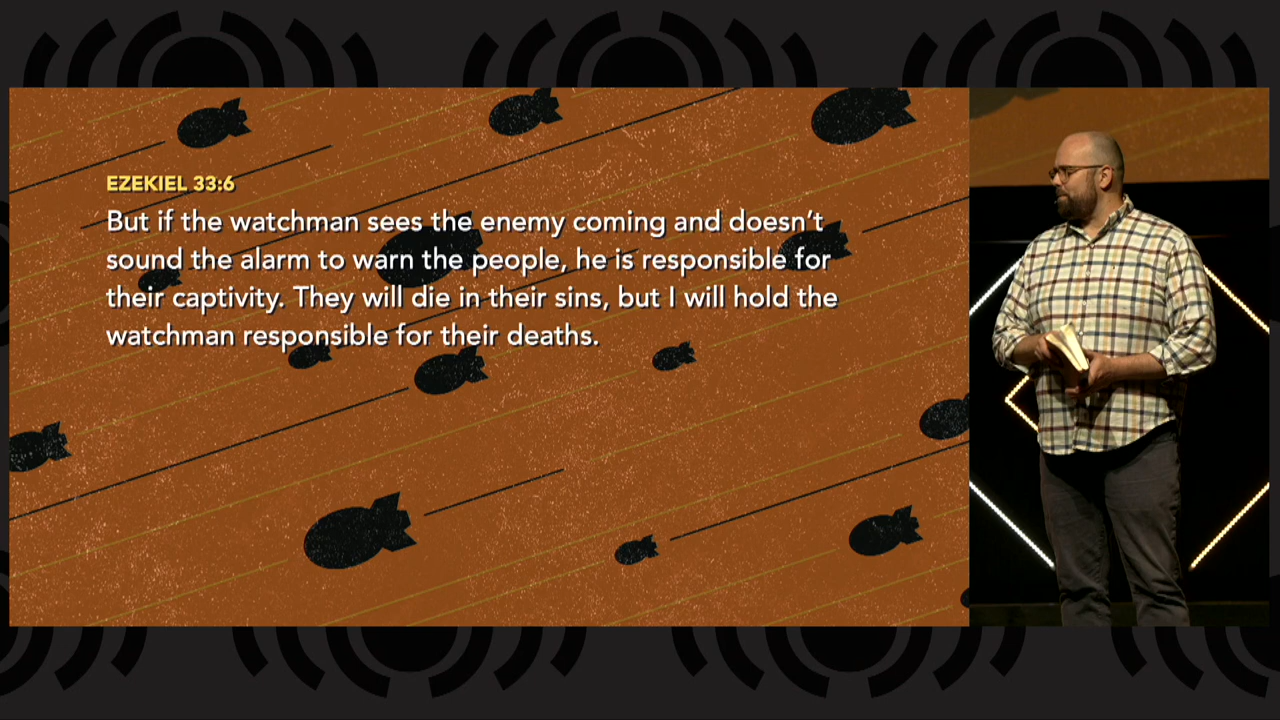 EZEKIEL 33:6
But if the watchman sees the enemy coming and doesn’t
sound the alarm to warn the people, he is responsible for
their captivity. They will die in their sins, but I will hold the
watchman responsible for their deaths.